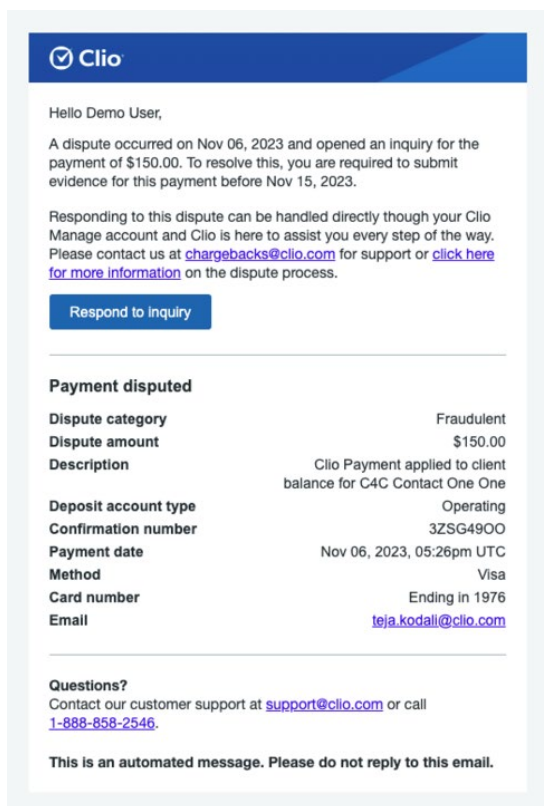 Clio
Hello Demo User,
A dispute occurred on Nov 06, 2023 and opened an inquiry for the
payment of $150.00. To resolve this, you are required to submit
evidence for this payment before Nov 15, 2023.
Responding to this dispute can be handled directly though your Clio
Manage account and Clio is here to assist you every step of the way.
Please contact us at chargebacks@clio.com for support or click here
for more information on the dispute process.
Respond to inquiry
Payment disputed
Dispute category Fraudulent
Dispute amount $150.00
Description Clio Payment applied to client
balance for C4C Contact One One
Deposit account type Operating
Confirmation number 3ZSG49OO
Payment date Nov 06, 2023, 05:26pm UTC
Method Visa
Card number Ending in 1976
Email teja.kodali@clio.com
Questions?
Contact our customer support at support@clio.com or call
1-888-858-2546.
This is an automated message. Please do not reply to this email.